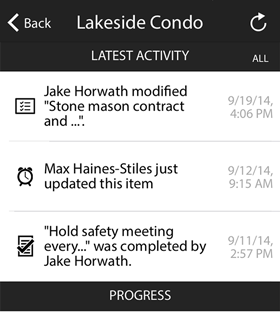 Back Lakeside Condo
LATEST ACTIVITY ALL
Jake Horwath modified
"Stone mason contract
and ...".
9/19/14,
4:06 PM
Max Haines-Stiles just
updated this item
9/12/14,
9:15 AM
"Hold safety meeting
every..." was completed by
Jake Horwath.
9/11/14,
2:57 PM
PROGRESS